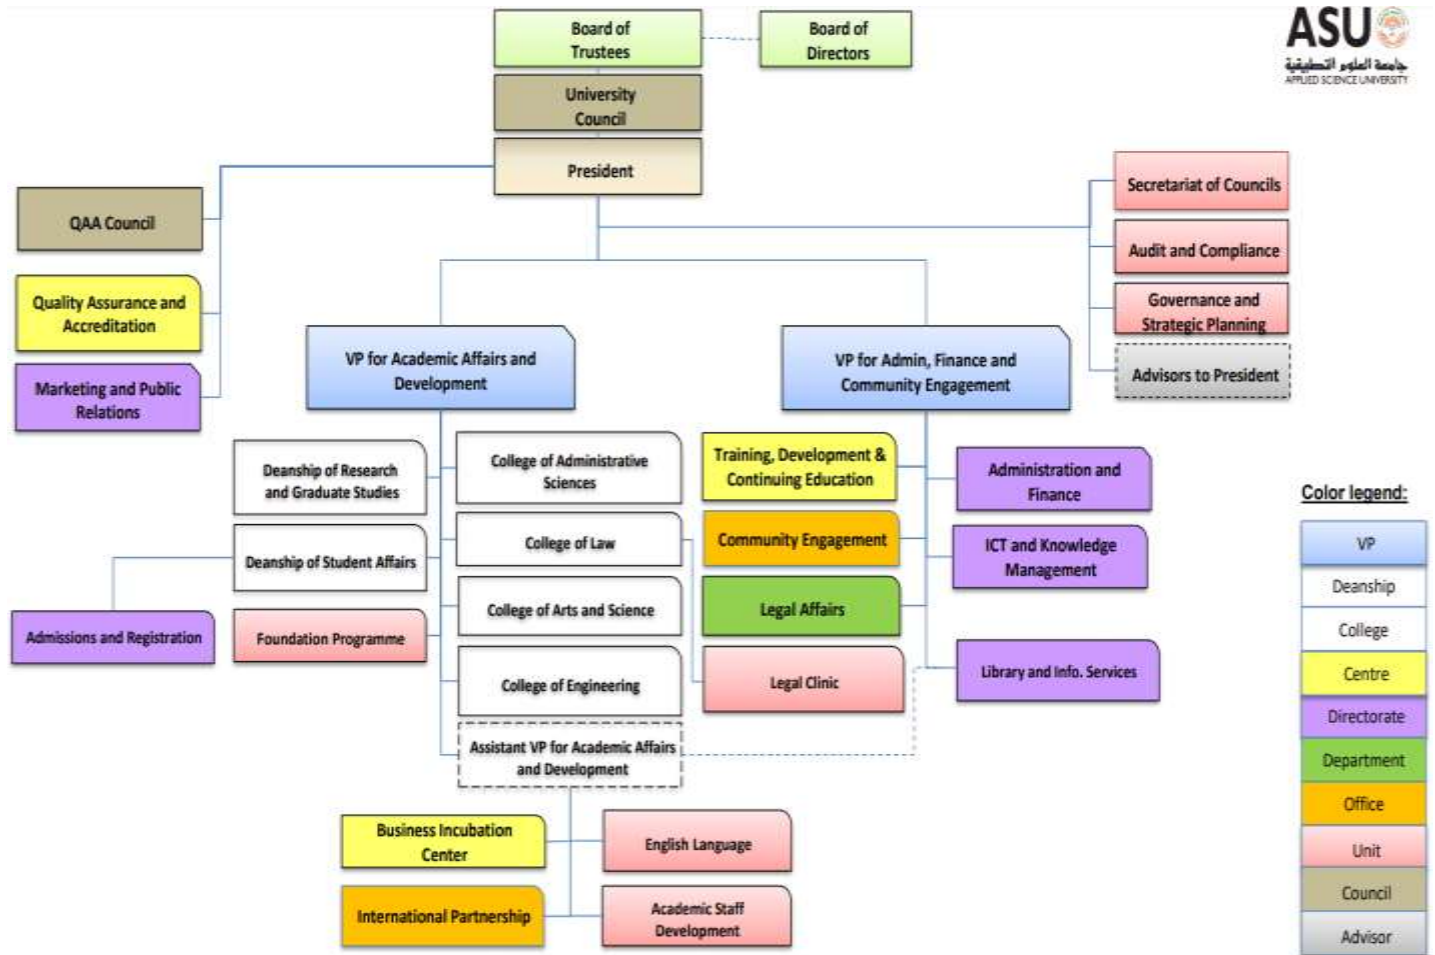 Board of
Trustees
Board of
Directors
ASU
جامعة العلوم التطبيقية
APPLIED SCIENCE UNIVERSITY
University
Council
President
Secretariat of Councils
QAA Council
Audit and Compliance
Quality Assurance and
Accreditation
Governance and
Strategic Planning
VP for Academic Affairs and
Development
VP for Admin, Finance and
Community Engagement
Advisors to President
Marketing and Public
Relations
Deanship of Research
and Graduate Studies
College of Administrative
Sciences
Training, Development &
Continuing Education
Administration and
Finance
Color legend:
College of Law
Community Engagement
ICT and Knowledge
Management
VP
Deanship of Student Affairs
Deanship
College of Arts and Science
Legal Affairs
College
Admissions and Registration
Foundation Programme
Centre
College of Engineering
Legal Clinic
Library and Info. Services
Directorate
Assistant VP for Academic Affairs
and Development
Department
Business Incubation
Center
English Language
Office
Unit
International Partnership
Academic Staff
Development
Council
Advisor